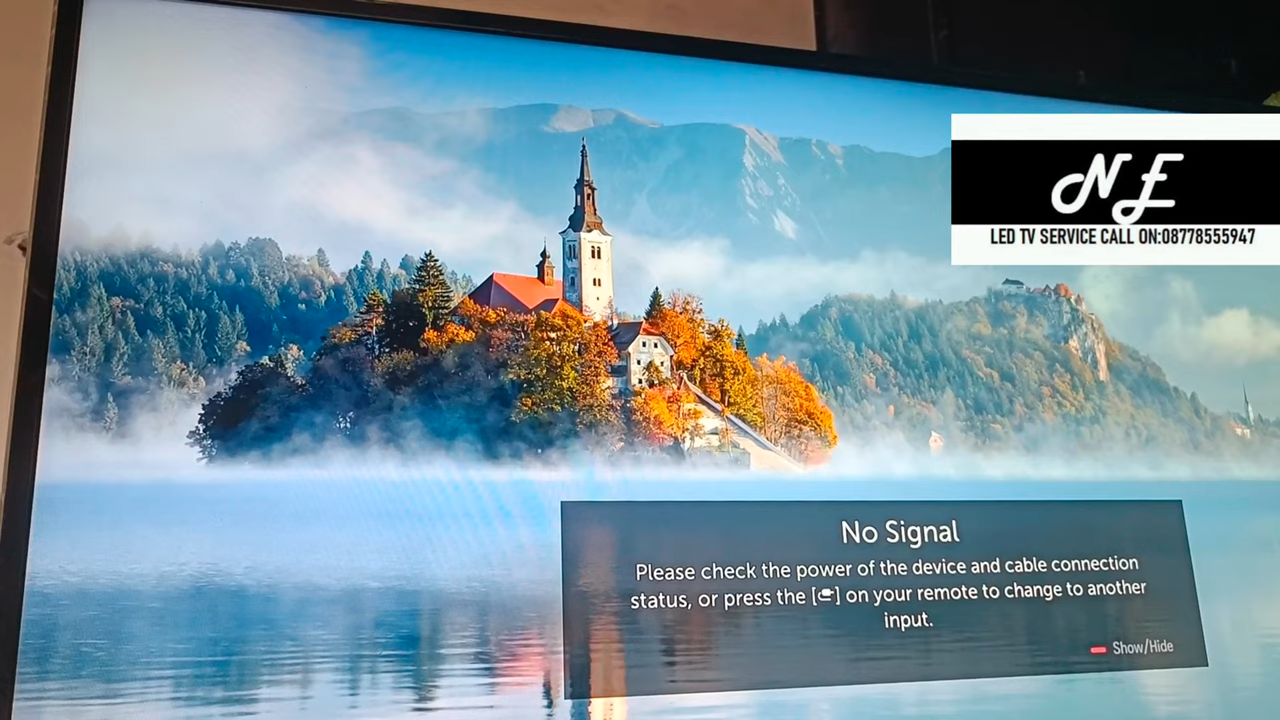 NE
LED TV SERVICE CALL ON:08778555947
No Signal
Please check the power of the device and cable connection
status, or press the [] on your remote to change to another
input.
Show/Hide